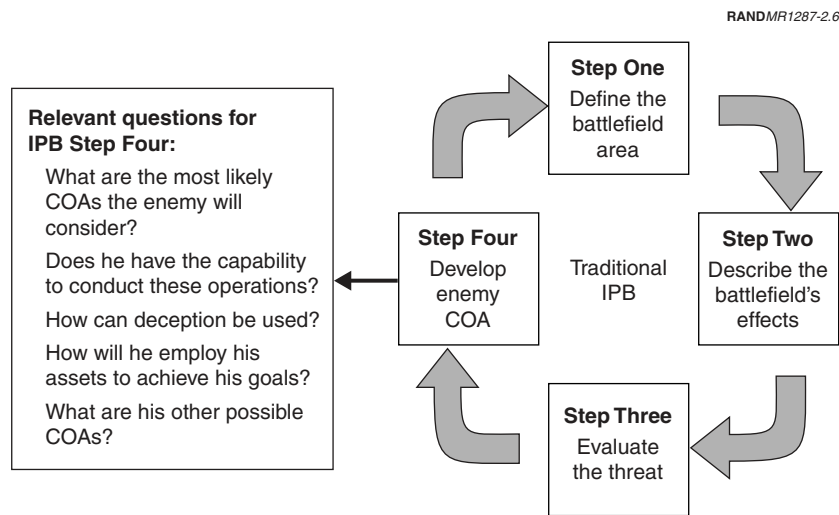 RANDMR1287-2.6
Relevant questions for
IPB Step Four:
What are the most likely
COAs the enemy will
consider?
Does he have the capability
to conduct these operations?
How can deception be used?
How will he employ his
assets to achieve his goals?
What are his other possible
COAs?
Step One
Define the
battlefield
area
Step Two
Describe the
battlefield's
effects
Step Three
Evaluate
the threat
Step Four
Develop
enemy
COA
Traditional
IPB